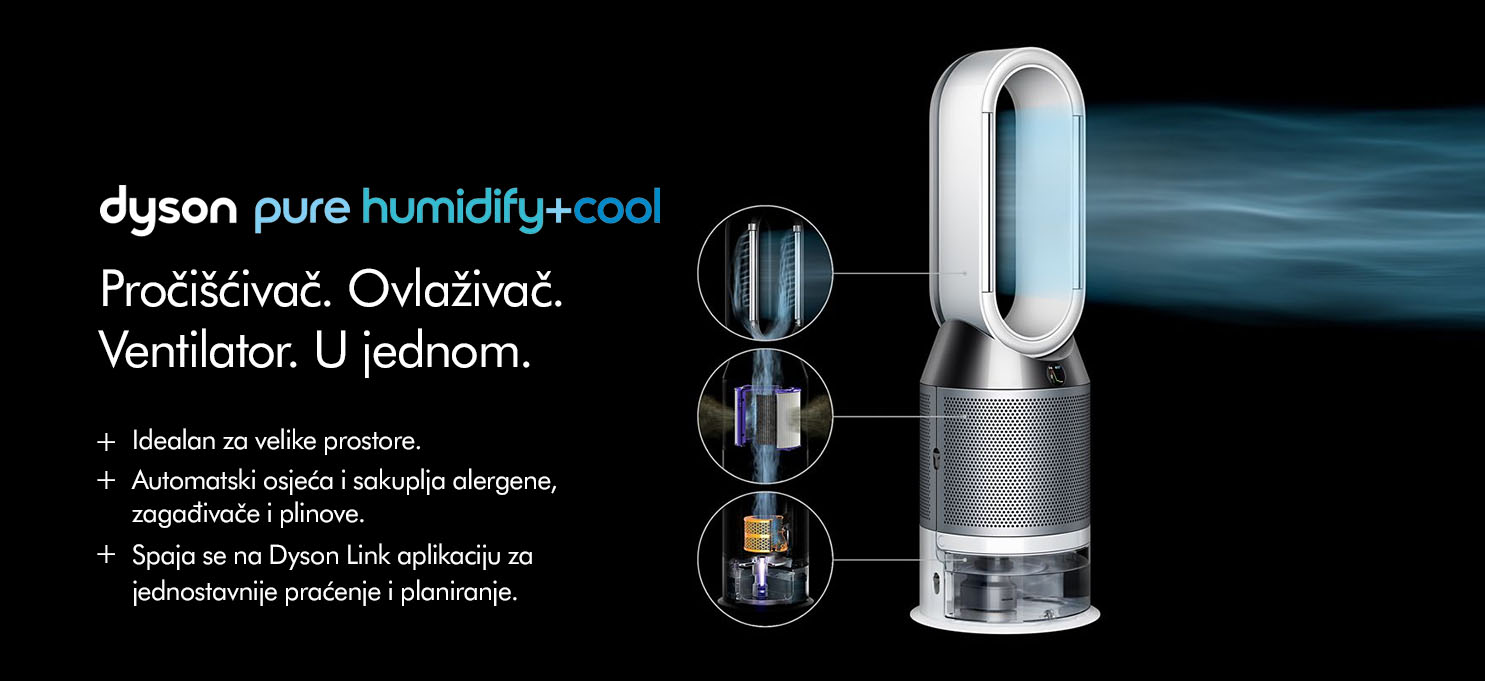 dyson pure humidify+cool
Pročišćivač. Ovlaživač.
Ventilator. U jednom.
+ Idealan za velike prostore.
+ Automatski osjeća i sakuplja alergene,
zagađivače i plinove.
+ Spaja se na Dyson Link aplikaciju za
jednostavnije praćenje i planiranje.